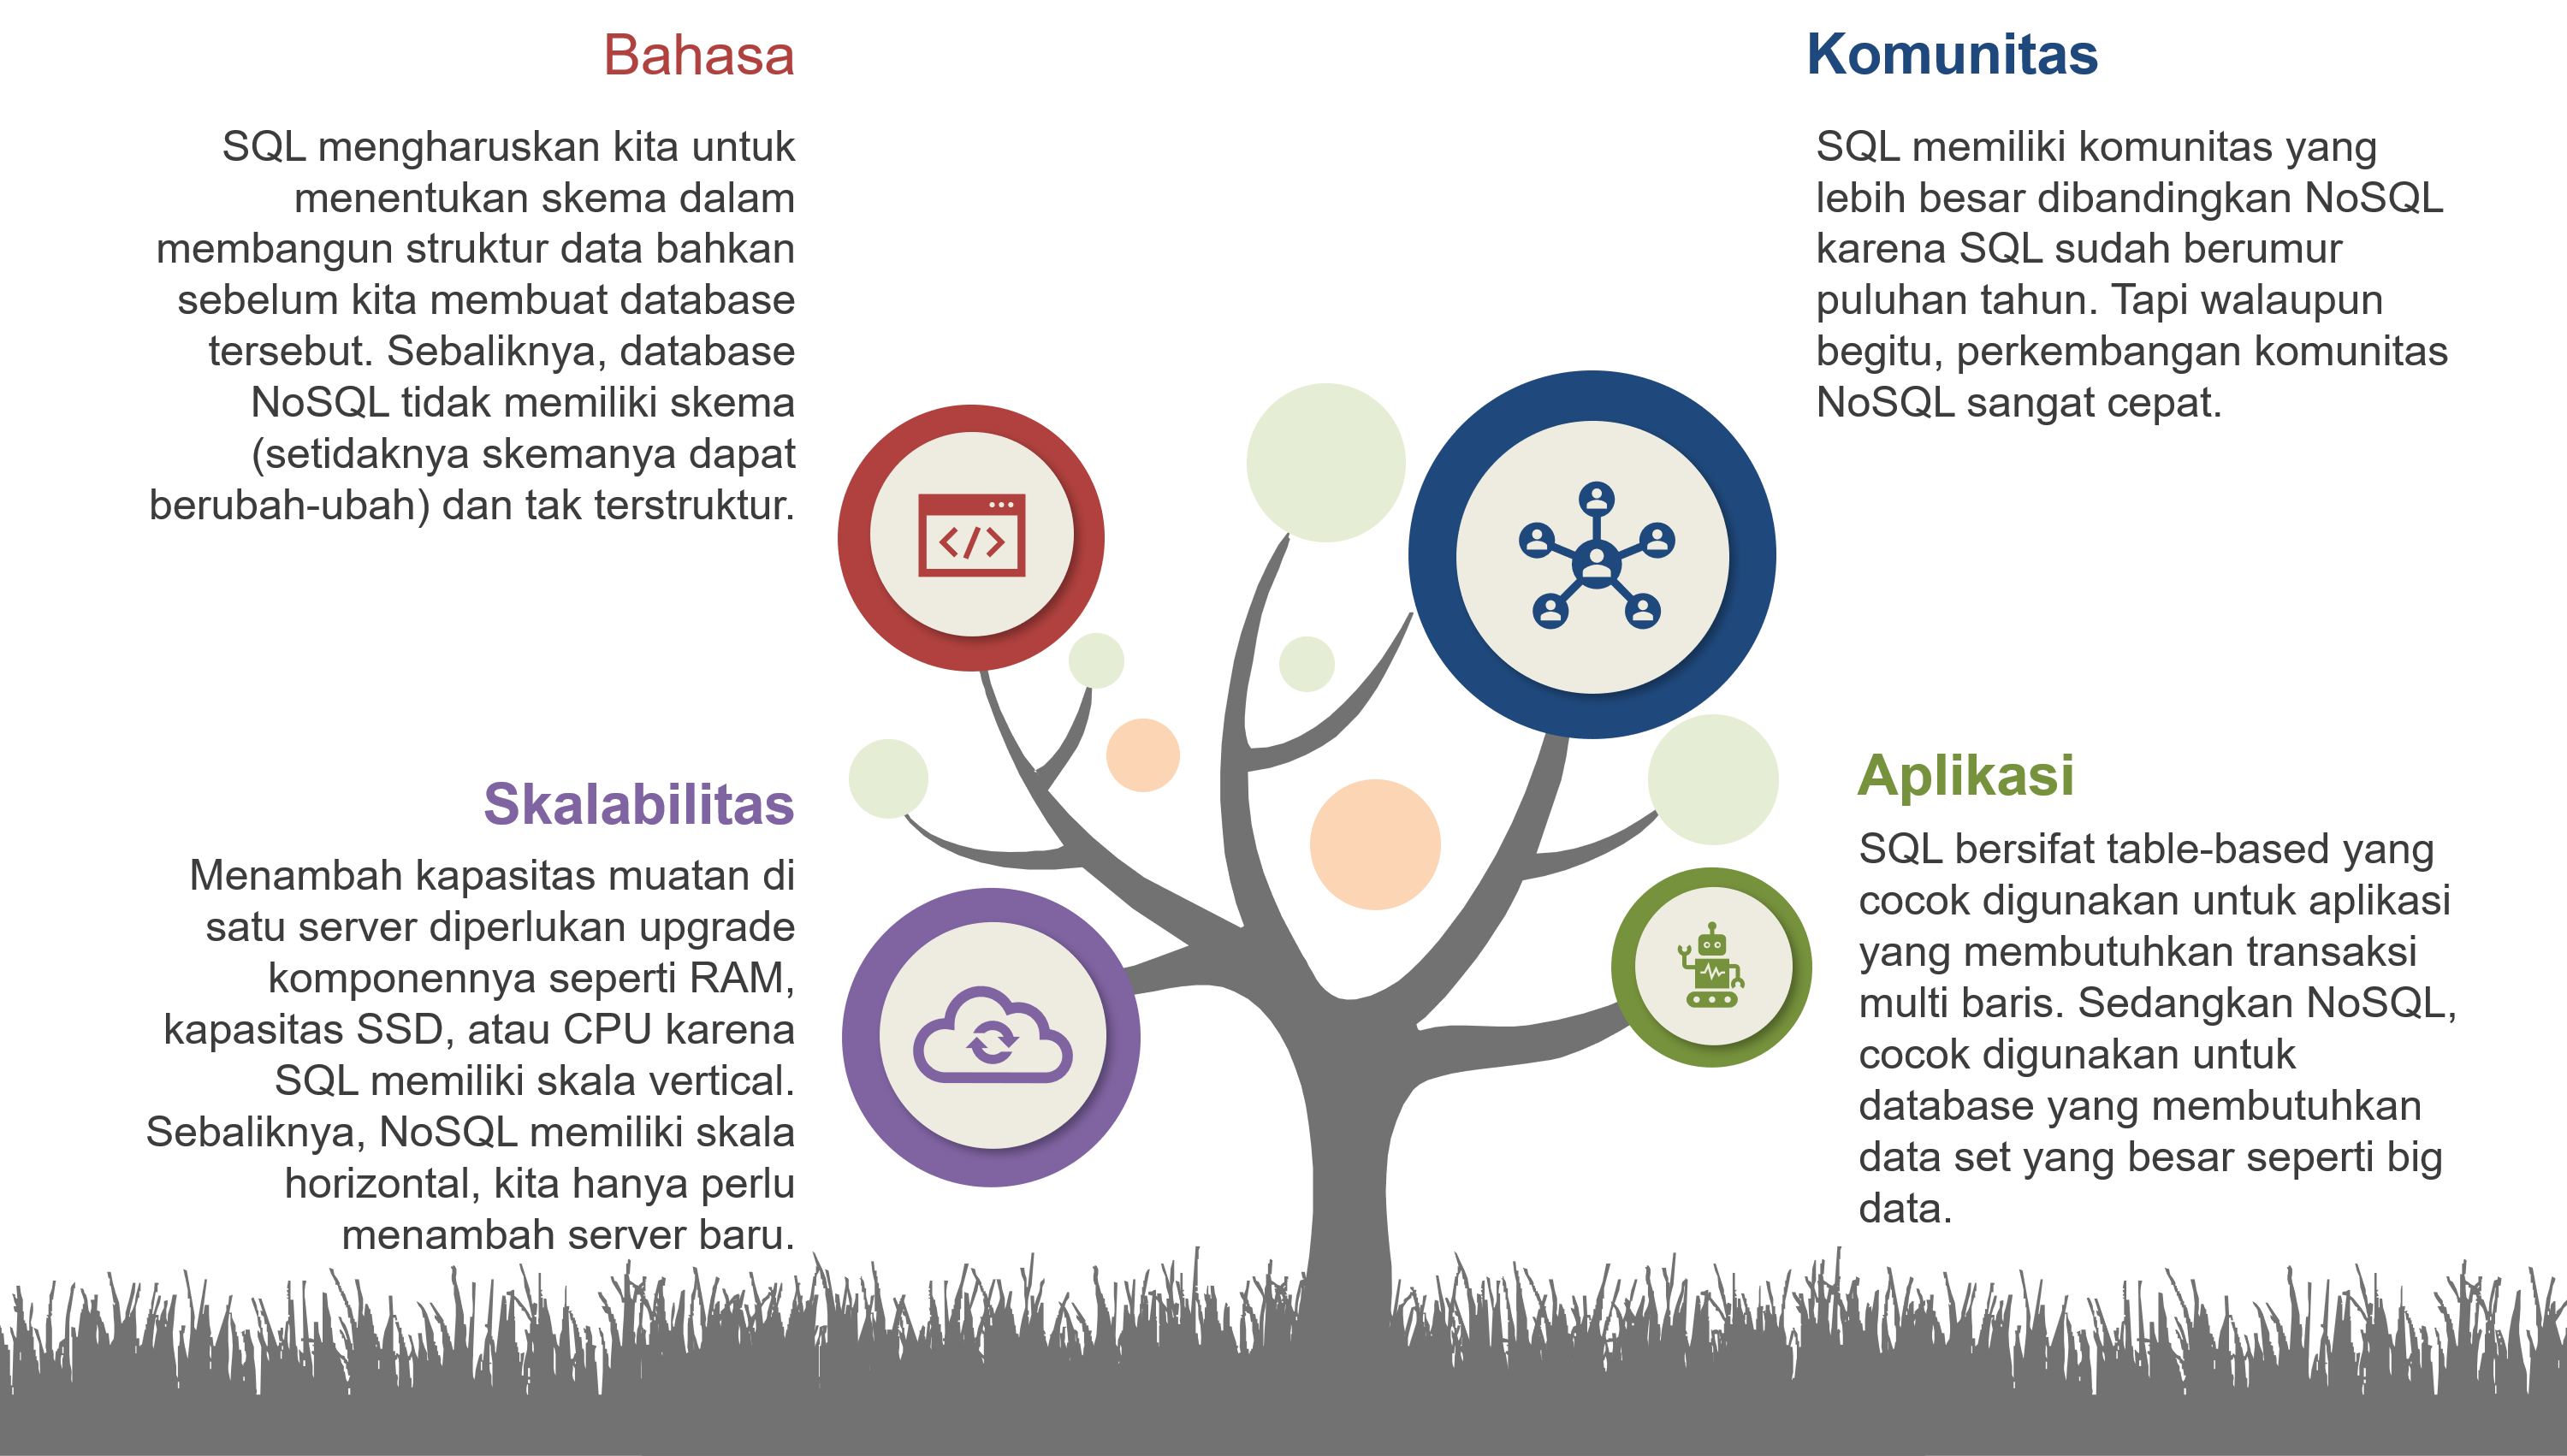 Bahasa
SQL mengharuskan kita untuk
menentukan skema dalam
membangun struktur data bahkan
sebelum kita membuat database
tersebut. Sebaliknya, database
NoSQL tidak memiliki skema
(setidaknya skemanya dapat
berubah-ubah) dan tak terstruktur.
Komunitas
SQL memiliki komunitas yang
lebih besar dibandingkan NoSQL
karena SQL sudah berumur
puluhan tahun. Tapi walaupun
begitu, perkembangan komunitas
NoSQL sangat cepat.
Skalabilitas
Menambah kapasitas muatan di
satu server diperlukan upgrade
komponennya seperti RAM,
kapasitas SSD, atau CPU karena
SQL memiliki skala vertical.
Sebaliknya, NoSQL memiliki skala
horizontal, kita hanya perlu
menambah server baru.
Aplikasi
SQL bersifat table-based yang
cocok digunakan untuk aplikasi
yang membutuhkan transaksi
multi baris. Sedangkan NoSQL,
cocok digunakan untuk
database yang membutuhkan
data set yang besar seperti big
data.